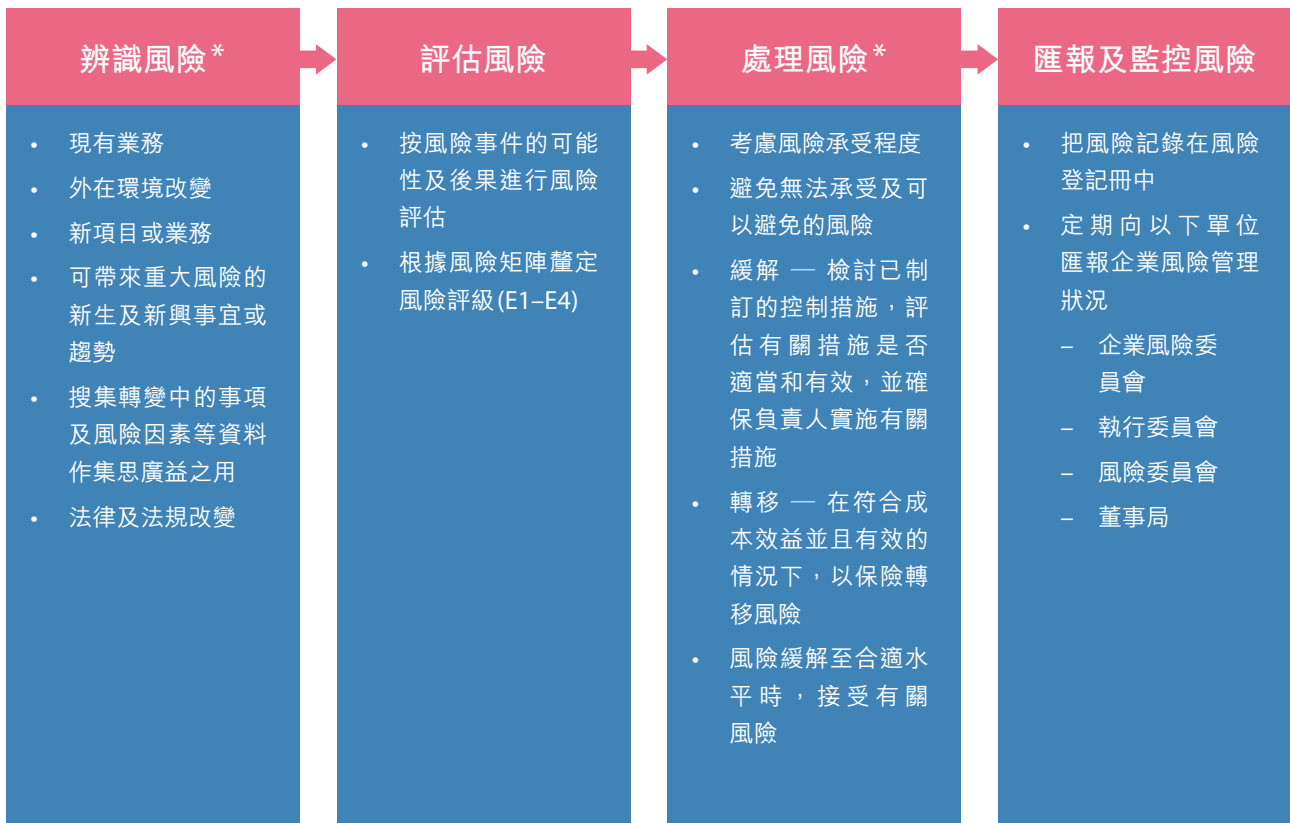 辨識風險*
• 現有業務
• 外在環境改變
• 新項目或業務
• 可帶來重大風險的
新生及新興事宜或
趨勢
• 搜集轉變中的事項
及風險因素等資料
作集思廣益之用
• 法律及法規改變
評估風險
• 按風險事件的可能
性及後果進行風險
評估
• 根據風險矩陣釐定
風險評級(E1–E4)
處理風險*
• 考慮風險承受程度
• 避免無法承受及可
以避免的風險
• 緩解 — 檢討已制
訂的控制措施，評
估有關措施是否
適當和有效，並確
保負責人實施有關
措施
• 轉移 — 在符合成
本效益並且有效的
情況下，以保險轉
移風險
• 風險緩解至合適水
平時，接受有關
風險
匯報及監控風險
• 把風險記錄在風險
登記冊中
• 定期向以下單位
匯報企業風險管理
狀況
– 企業風險委
員會
– 執行委員會
– 風險委員會
– 董事局